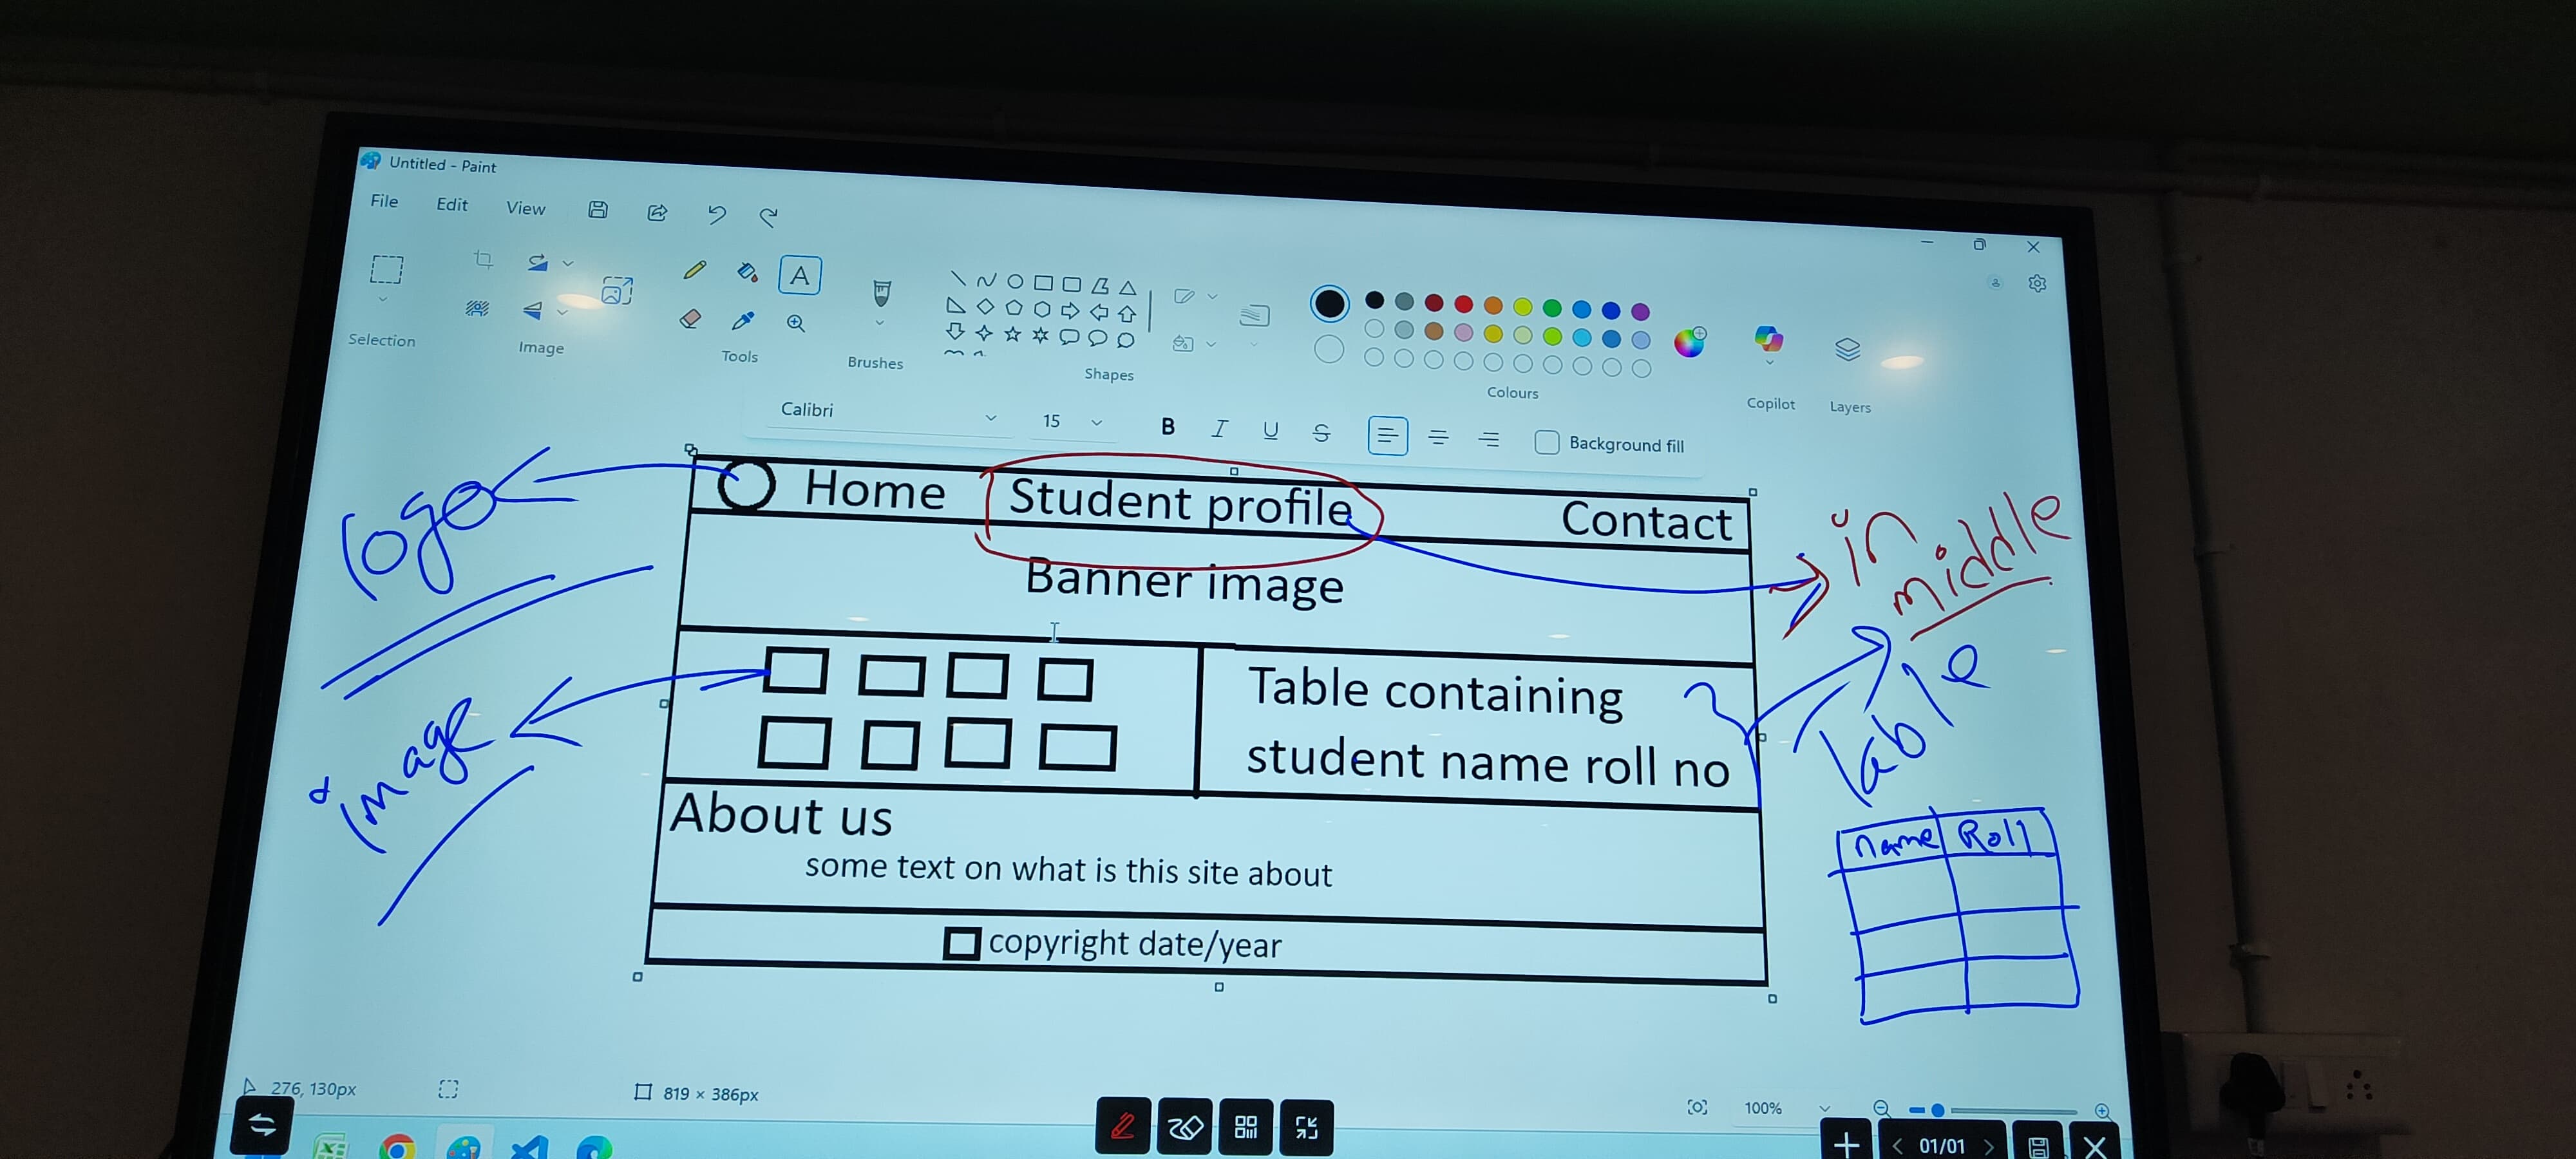 Untitled - Paint
File Edit View
Selection Image Tools Brushes Shapes Colours Copilot Layers
Calibri 15 B I U S Background fill
Home Student profile Contact
Banner image
Table containing
student name roll no
About us
some text on what is this site about
copyright date/year
logo
image
in
middle
Table
Name Roll
276, 130px 819 × 386px 100%
01/01